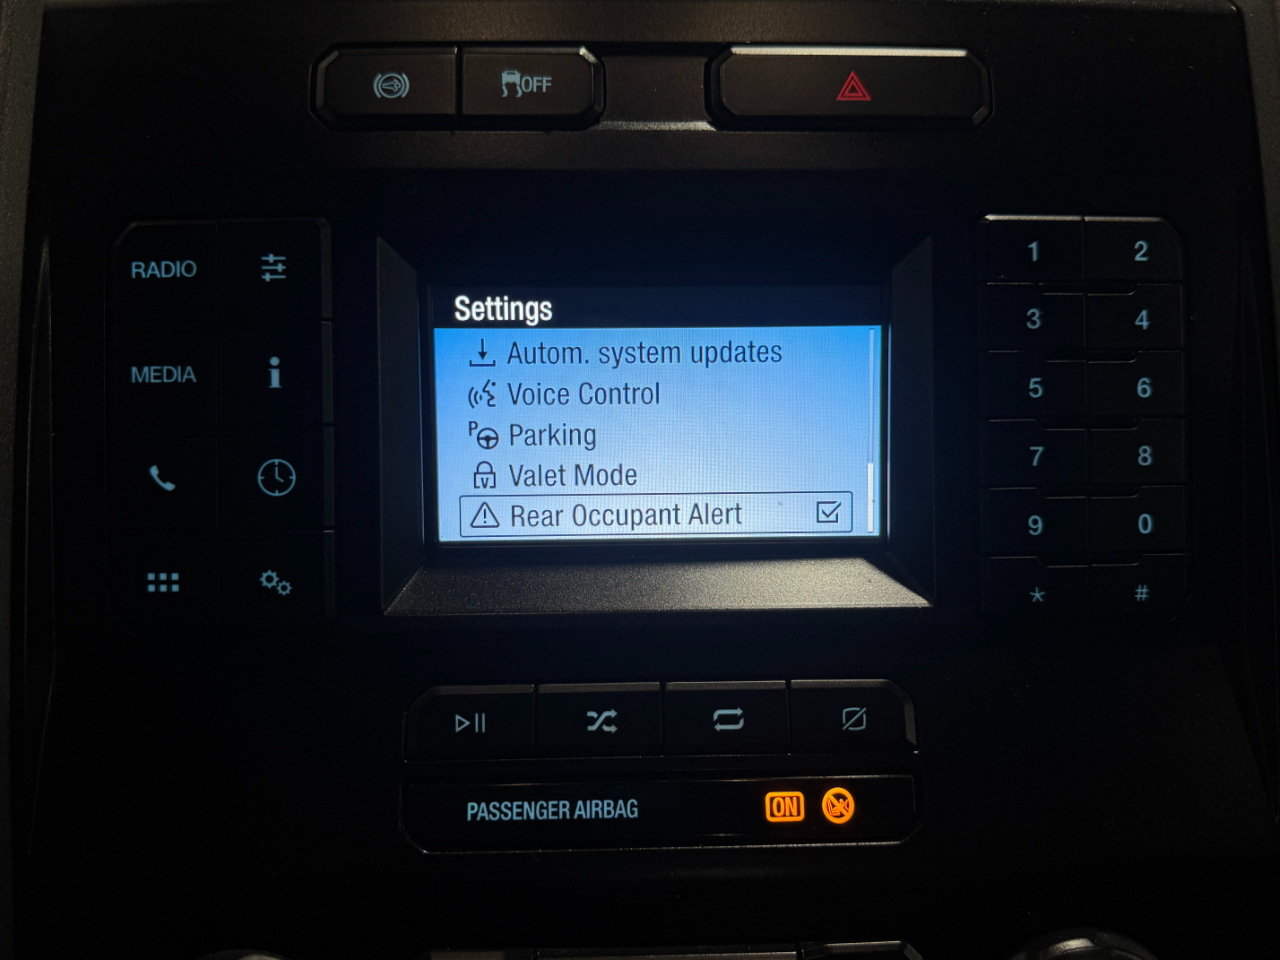 OFF
RADIO
MEDIA
Settings
Autom. system updates
Voice Control
P
Parking
V
Valet Mode
Rear Occupant Alert
1 2
3 4
5 6
7 8
9 0
* #
PASSENGER AIRBAG ON